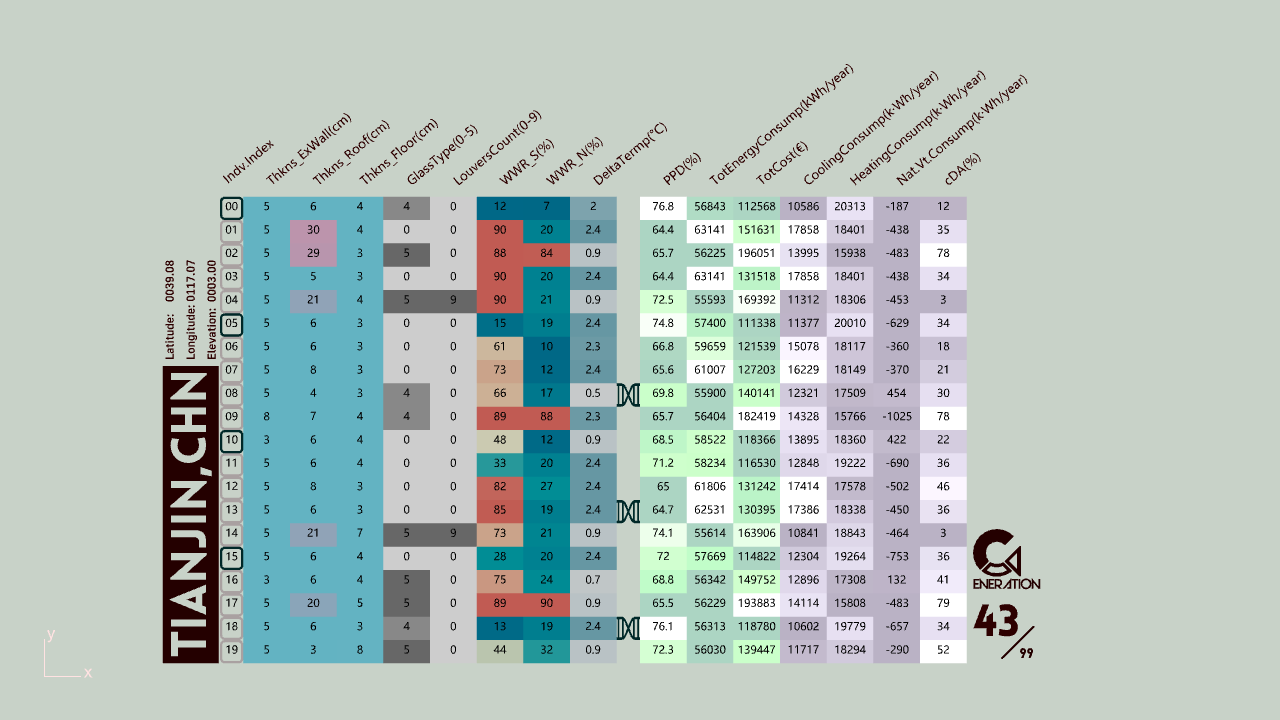 Indv.Index Thkns_ExWall(cm) Thkns_Roof(cm) Thkns_Floor(cm) GlassType(0-5) LouversCount(0-9) WWR_S(%) WWR_N(%) DeltaTermp(°C) PPD(%) TotEnergyConsump(kWh/year) TotCost(€) CoolingConsump(k·Wh/year) HeatingConsump(k·Wh/year) Nat.Vt.Consump(k·Wh/year) cDA(%)
00 5 6 4 4 0 12 7 2 76.8 56843 112568 10586 20313 -187 12
01 5 30 4 0 0 90 20 2.4 64.4 63141 151631 17858 18401 -438 35
02 5 29 3 5 0 88 84 0.9 65.7 56225 196051 13995 15938 -483 78
03 5 5 3 0 0 90 20 2.4 64.4 63141 131518 17858 18401 -438 34
04 5 21 4 5 9 90 21 0.9 72.5 55593 169392 11312 18306 -453 3
05 5 6 3 0 0 15 19 2.4 74.8 57400 111338 11377 20010 -629 34
06 5 6 3 0 0 61 10 2.3 66.8 59659 121539 15078 18117 -360 18
07 5 8 3 0 0 73 12 2.4 65.6 61007 127203 16229 18149 -370 21
08 5 4 3 4 0 66 17 0.5 69.8 55900 140141 12321 17509 454 30
09 8 7 4 4 0 89 88 2.3 65.7 56404 182419 14328 15766 -1025 78
10 3 6 4 0 0 48 12 0.9 68.5 58522 118366 13895 18360 422 22
11 5 6 4 0 0 33 20 2.4 71.2 58234 116530 12848 19222 -690 36
12 5 8 3 0 0 82 27 2.4 65 61806 131242 17414 17578 -502 46
13 5 6 3 0 0 85 19 2.4 64.7 62531 130395 17386 18338 -450 36
14 5 21 7 5 9 73 21 0.9 74.1 55614 163906 10841 18843 -464 3
15 5 6 4 0 0 28 20 2.4 72 57669 114822 12304 19264 -753 36
16 3 6 4 5 0 75 24 0.7 68.8 56342 149752 12896 17308 132 41
17 5 20 5 5 0 89 90 0.9 65.5 56229 193883 14114 15808 -483 79
18 5 6 3 4 0 13 19 2.4 76.1 56313 118780 10602 19779 -657 34
19 5 3 8 5 0 44 32 0.9 72.3 56030 139447 11717 18294 -290 52
Latitude: 0039.08
Longitude: 0117.07
Elevation: 0003.00
TIANJIN,CHN
G
ENERATION
43/99
y
x